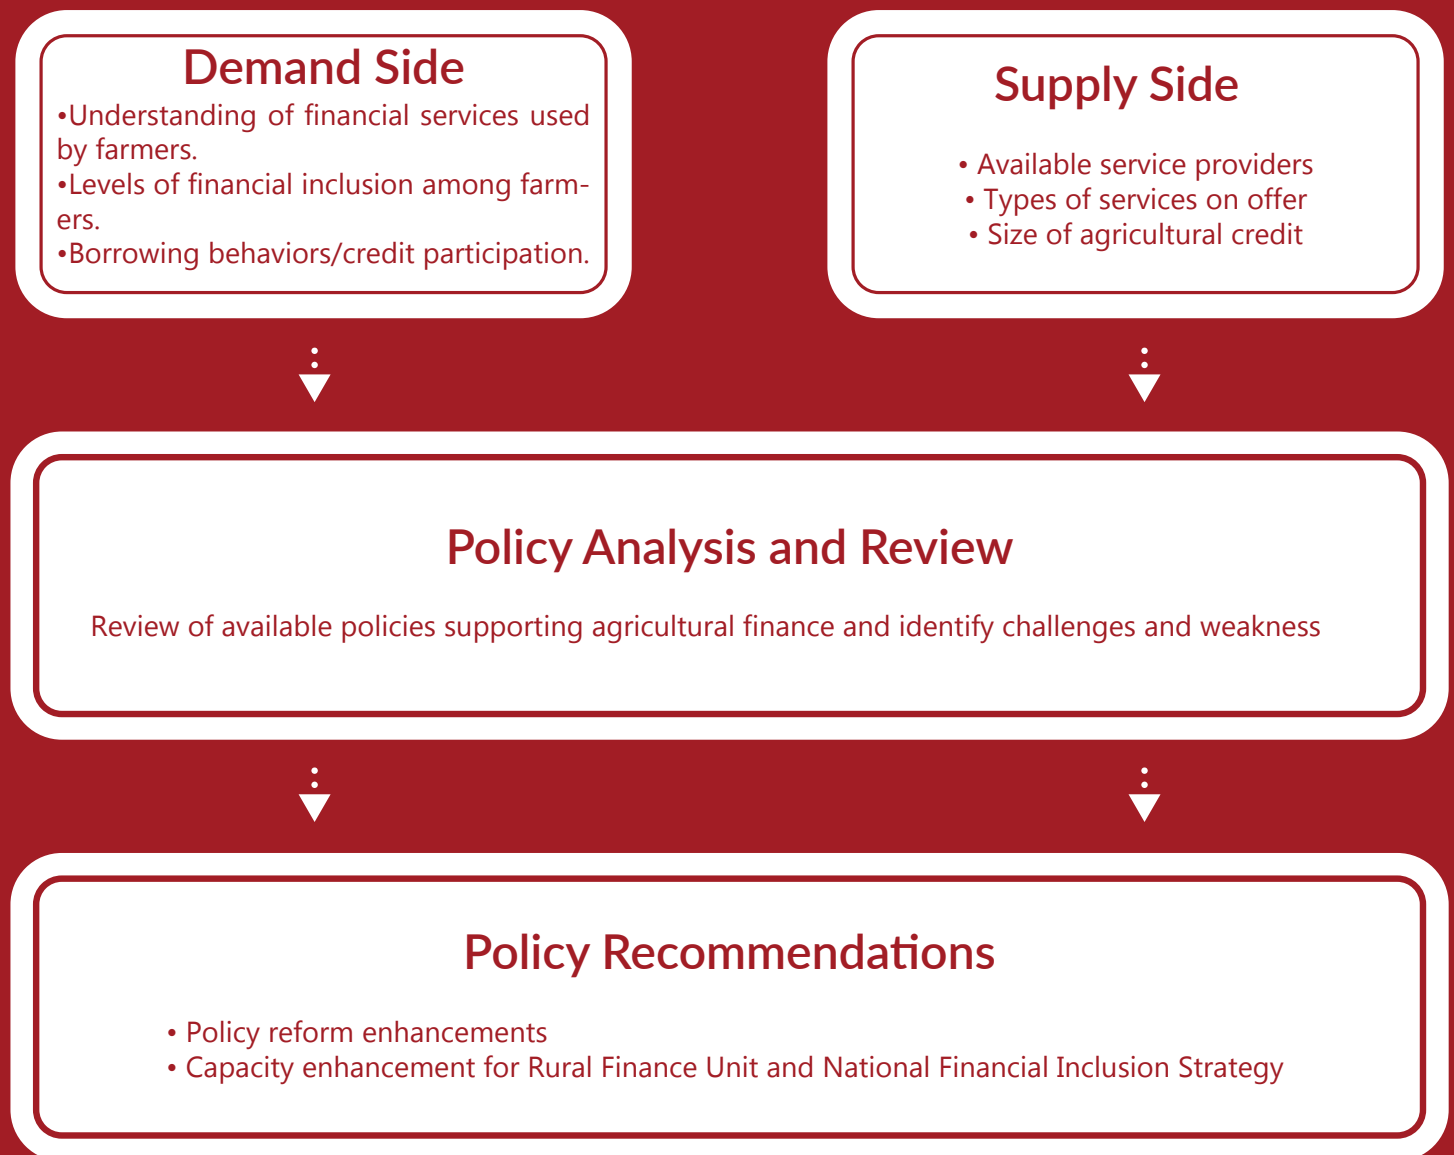 Demand Side
•Understanding of financial services used
by farmers.
•Levels of financial inclusion among farm-
ers.
•Borrowing behaviors/credit participation.
Supply Side
• Available service providers
• Types of services on offer
• Size of agricultural credit
Policy Analysis and Review
Review of available policies supporting agricultural finance and identify challenges and weakness
Policy Recommendations
• Policy reform enhancements
• Capacity enhancement for Rural Finance Unit and National Financial Inclusion Strategy